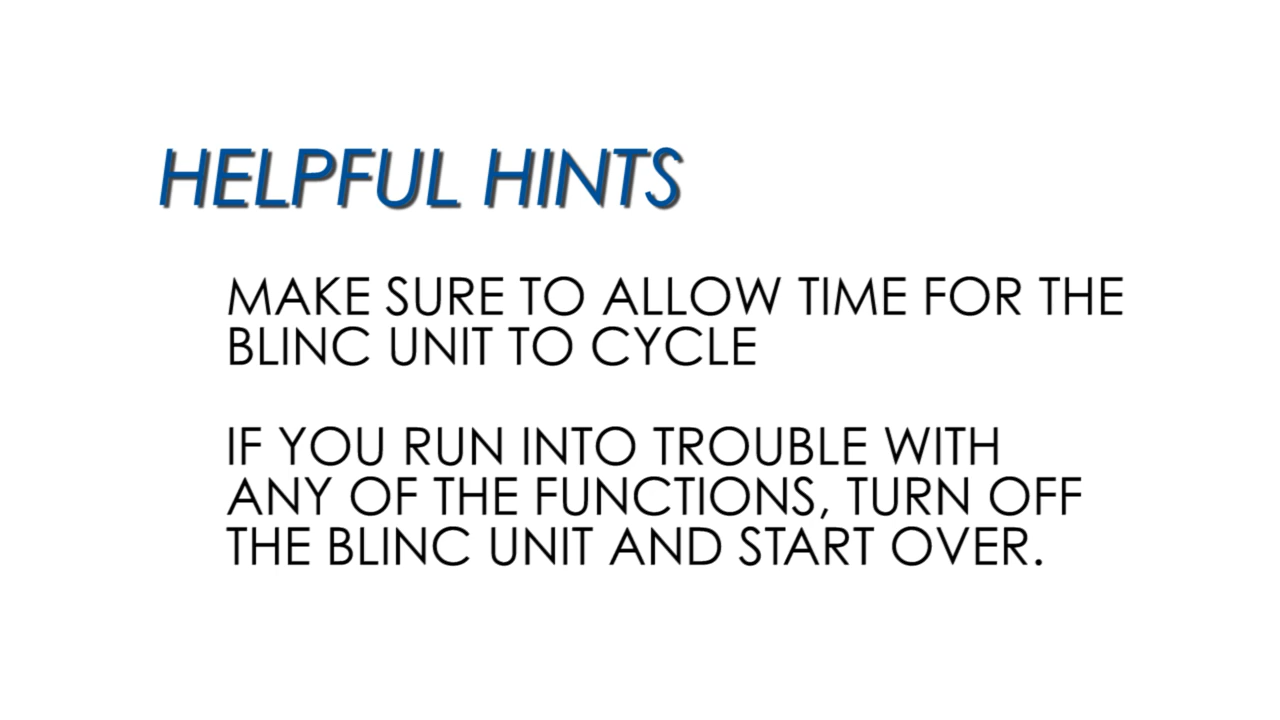 HELPFUL HINTS
MAKE SURE TO ALLOW TIME FOR THE
BLINC UNIT TO CYCLE
IF YOU RUN INTO TROUBLE WITH
ANY OF THE FUNCTIONS, TURN OFF
THE BLINC UNIT AND START OVER.